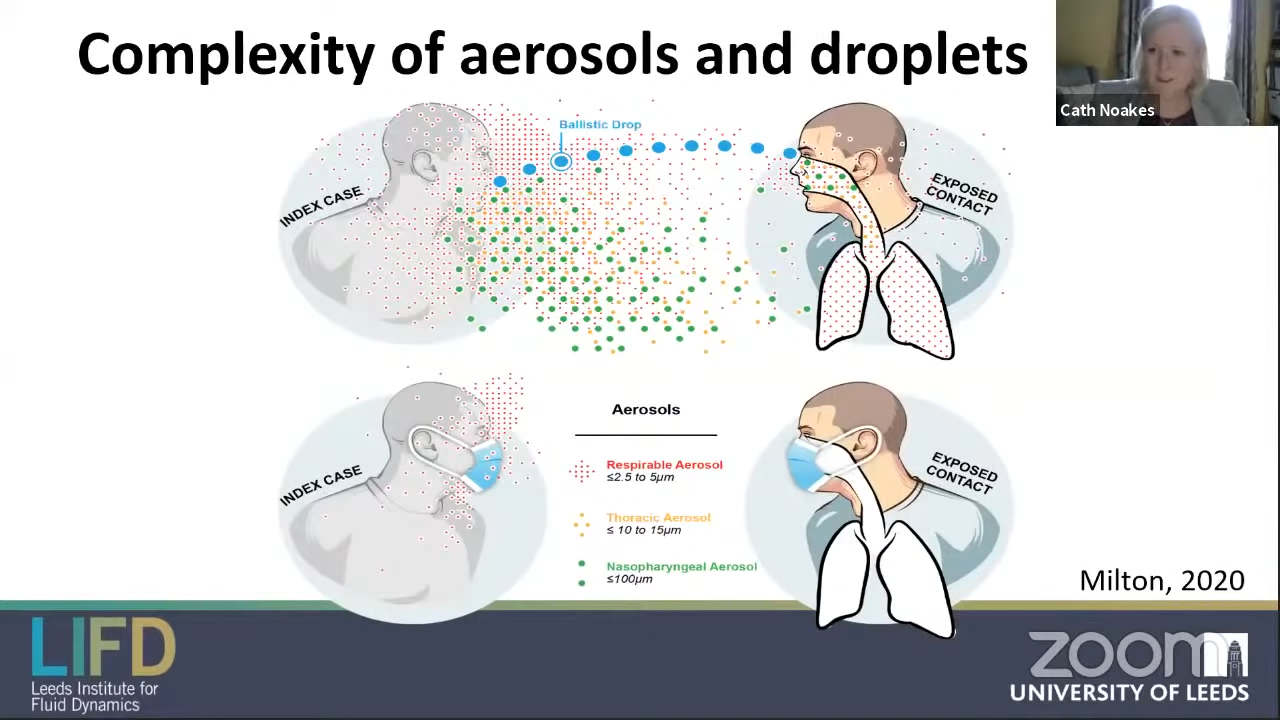 Complexity of aerosols and droplets
Cath Noakes
Ballistic Drop
INDEX CASE
EXPOSED
CONTACT
INDEX CASE
Aerosols
EXPOSED
CONTACT
Respirable Aerosol
≤2.5 to 5µm
Thoracic Aerosol
≤ 10 to 15µm
Nasopharyngeal Aerosol
≤100µm
Milton, 2020
LIFD
Leeds Institute for
Fluid Dynamics
zoom
UNIVERSITY OF LEEDS